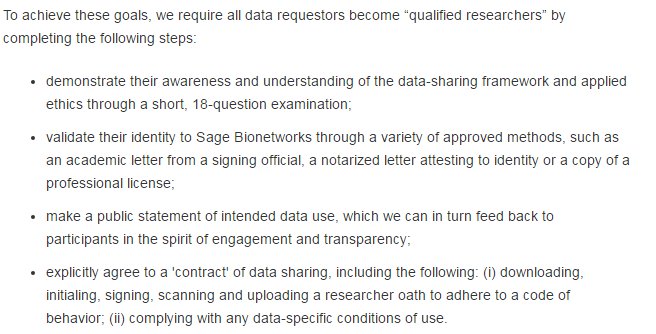 To achieve these goals, we require all data requestors become “qualified researchers” by
completing the following steps:
• demonstrate their awareness and understanding of the data-sharing framework and applied
ethics through a short, 18-question examination;
• validate their identity to Sage Bionetworks through a variety of approved methods, such as
an academic letter from a signing official, a notarized letter attesting to identity or a copy of a
professional license;
• make a public statement of intended data use, which we can in turn feed back to
participants in the spirit of engagement and transparency;
• explicitly agree to a 'contract' of data sharing, including the following: (i) downloading,
initialing, signing, scanning and uploading a researcher oath to adhere to a code of
behavior; (ii) complying with any data-specific conditions of use.